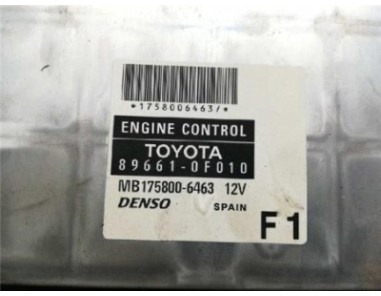 *1758006463/*
ENGINE CONTROL
TOYOTA
89661-0F010
MB175800-6463 12V
DENSO SPAIN
F1